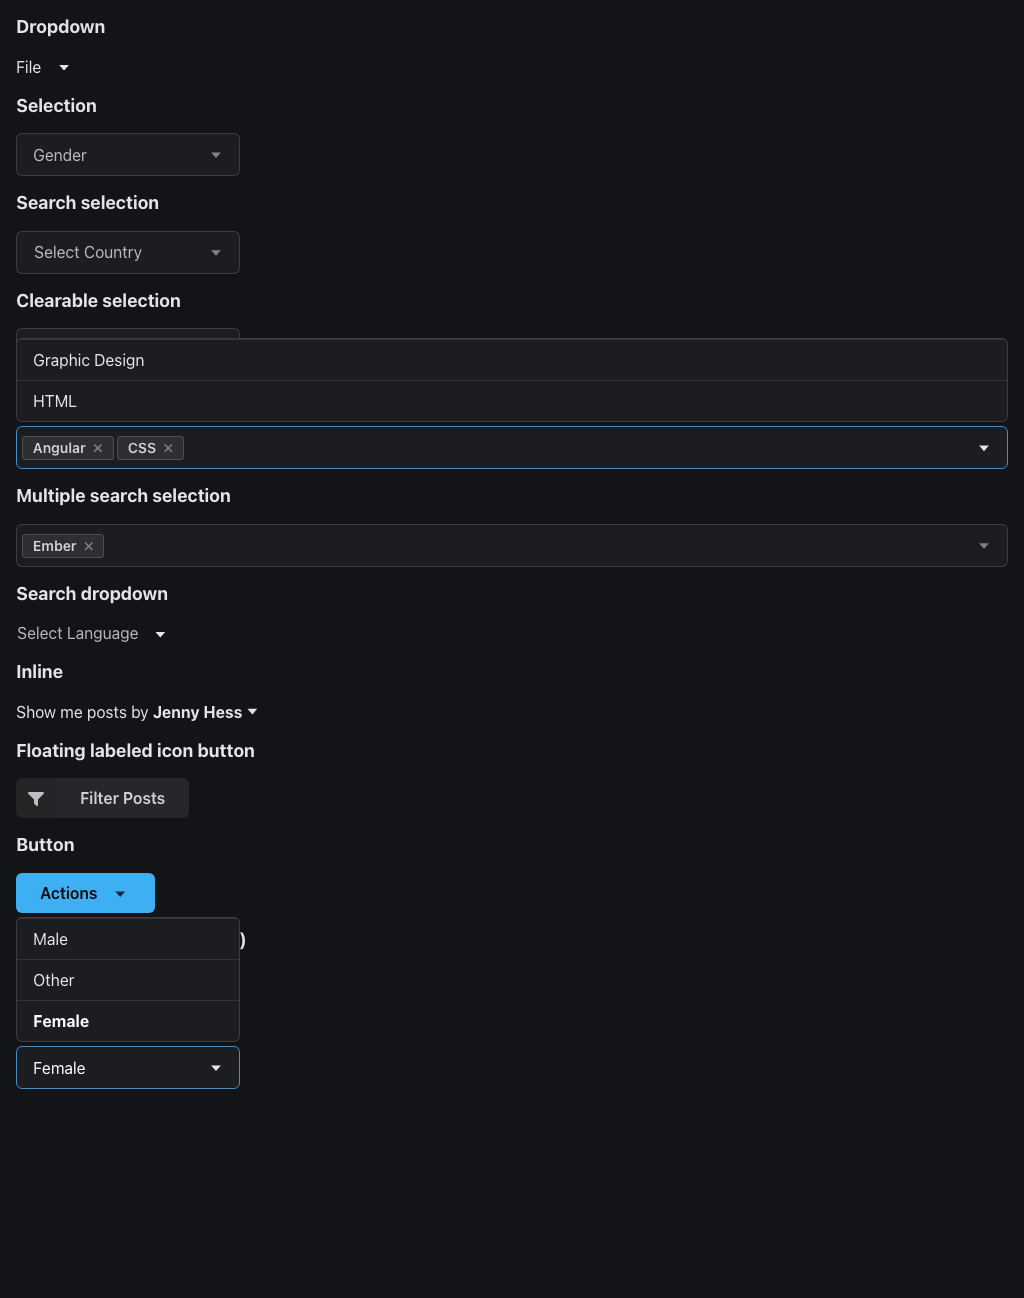 Dropdown
File
Selection
Gender
Search selection
Select Country
Clearable selection
Graphic Design
HTML
Angular CSS
Multiple search selection
Ember
Search dropdown
Select Language
Inline
Show me posts by Jenny Hess
Floating labeled icon button
Filter Posts
Button
Actions
Male
)
Other
Female
Female